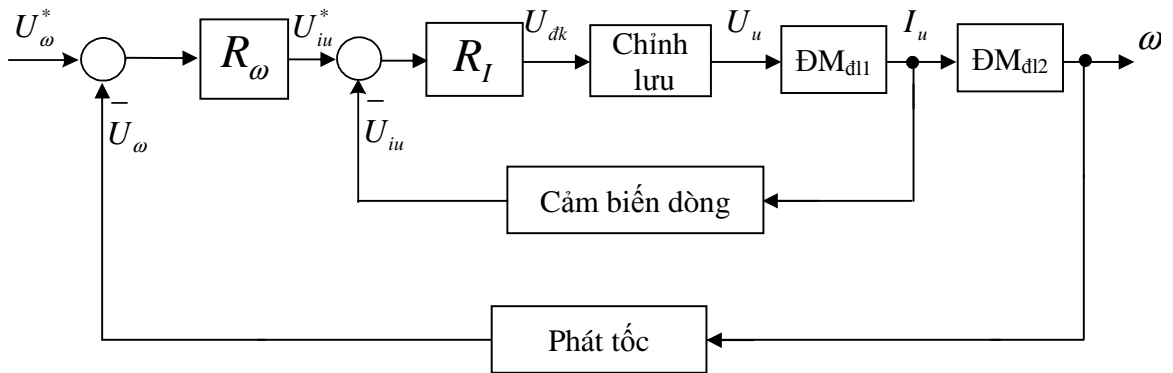 U*ω
Rω
U*iu
RI
Uđk
Chỉnh
lưu
Uu
ĐMđl1
Iu
ĐMđl2
ω
−
Uω
−
Uiu
Cảm biến dòng
Phát tốc